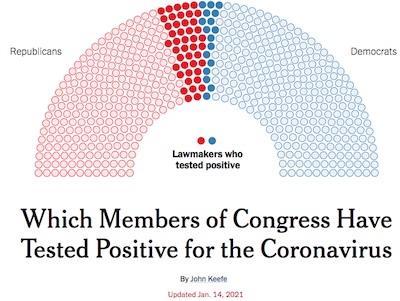 Republicans
Democrats
Lawmakers who
tested positive
Which Members of Congress Have
Tested Positive for the Coronavirus
By John Keefe
Updated Jan. 14, 2021